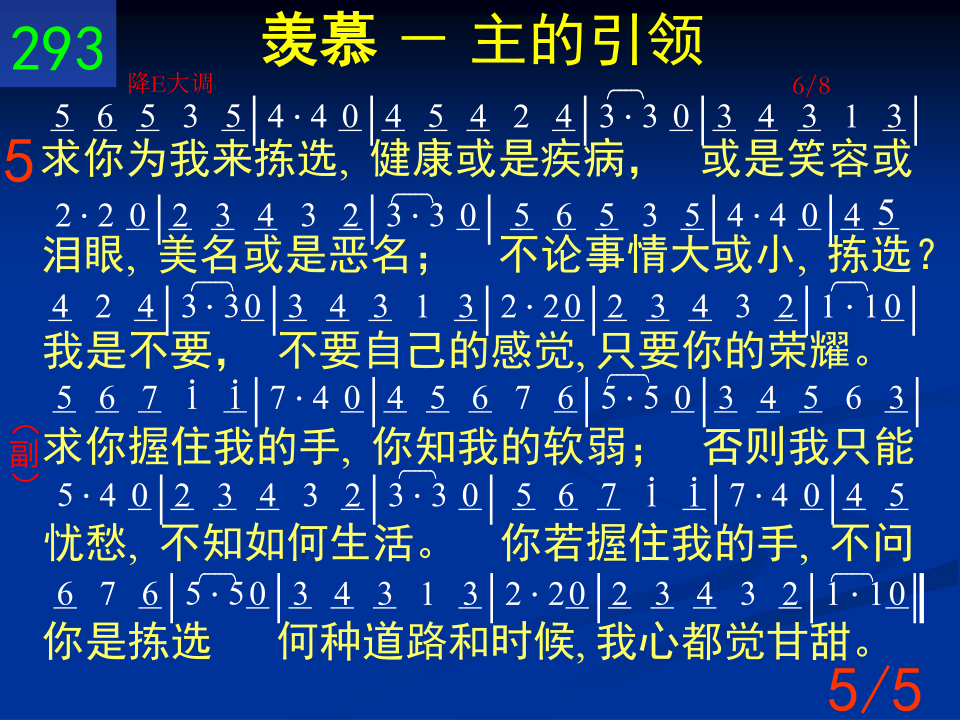 293
羡慕 － 主的引领
降E大调 6/8
5 6 5 3 5|4·4 0|4 5 4 2 4|3·3 0|3 4 3 1 3|
5 求你为我来拣选, 健康或是疾病， 或是笑容或
2·2 0|2 3 4 3 2|3·3 0| 5 6 5 3 5|4·4 0|4 5
泪眼, 美名或是恶名； 不论事情大或小, 拣选？
4 2 4|3·3 0|3 4 3 1 3|2·2 0|2 3 4 3 2|1·1 0|
我是不要， 不要自己的感觉, 只要你的荣耀。
5 6 7 i i|7·4 0|4 5 6 7 6|5·5 0|3 4 5 6 3|
（副） 求你握住我的手, 你知我的软弱； 否则我只能
5·4 0|2 3 4 3 2|3·3 0| 5 6 7 i i|7·4 0|4 5
忧愁, 不知如何生活。 你若握住我的手, 不问
6 7 6|5·5 0|3 4 3 1 3|2·2 0|2 3 4 3 2|1·1 0‖
你是拣选 何种道路和时候, 我心都觉甘甜。
5/5